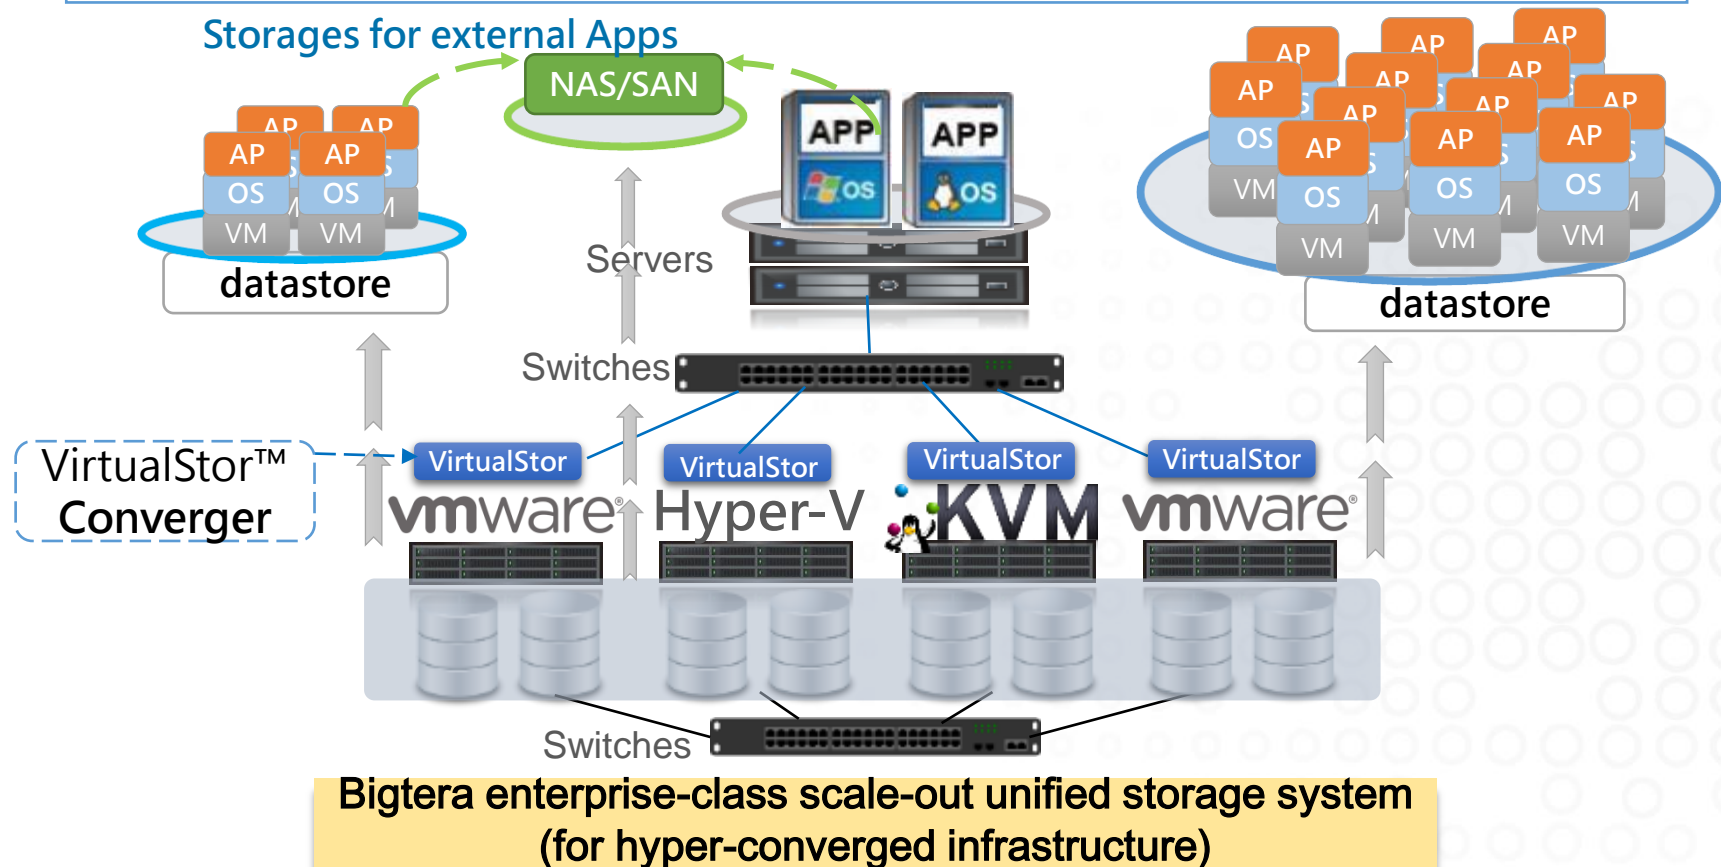 Storages for external Apps
NAS/SAN
AP
AP
AP
AP
OS
OS
VM
VM
datastore
APP
APP
OS
OS
Servers
AP
AP
AP
AP
AP
AP
AP
AP
AP
AP
AP
AP
AP
OS
OS
OS
OS
VM
VM
VM
VM
datastore
Switches
VirtualStor™
Converger
VirtualStor
VirtualStor
VirtualStor
VirtualStor
vmware®
Hyper-V
KVM
vmware®
Switches
Bigtera enterprise-class scale-out unified storage system
(for hyper-converged infrastructure)